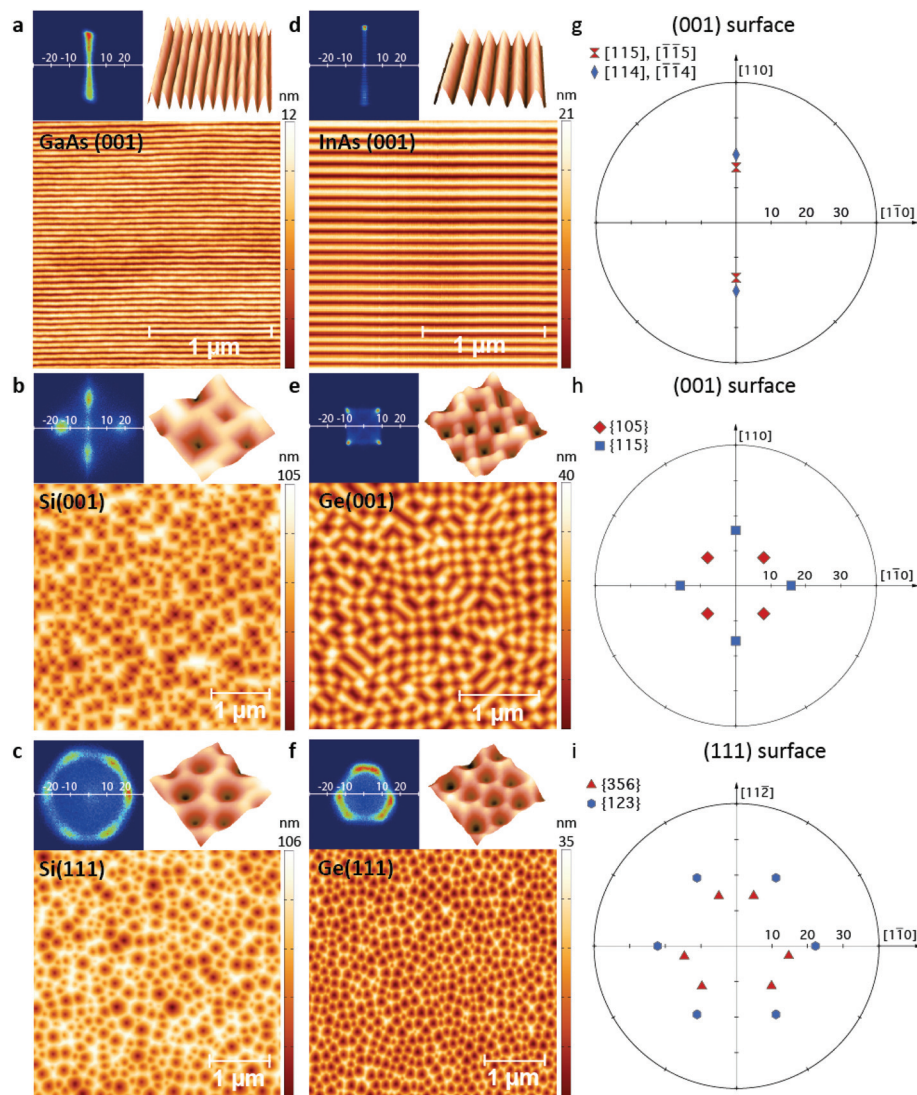 a
-20 -10 10 20
nm
12
GaAs (001)
1 µm
d
-20 -10 10 20
nm
21
InAs (001)
1 µm
g
(001) surface
[115], [1̅1̅5]
[114], [1̅1̅4]
[110]
10 20 30
[11̅0]
b
-20 -10 10 20
nm
105
Si(001)
1 µm
e
-20 -10 10 20
nm
40
Ge(001)
1 µm
h
(001) surface
{105}
{115}
[110]
10 20 30
[11̅0]
c
-20 -10 10 20
nm
106
Si(111)
1 µm
f
-20 -10 10 20
nm
35
Ge(111)
1 µm
i
(111) surface
{356}
{123}
[112̅]
10 20 30
[11̅0]